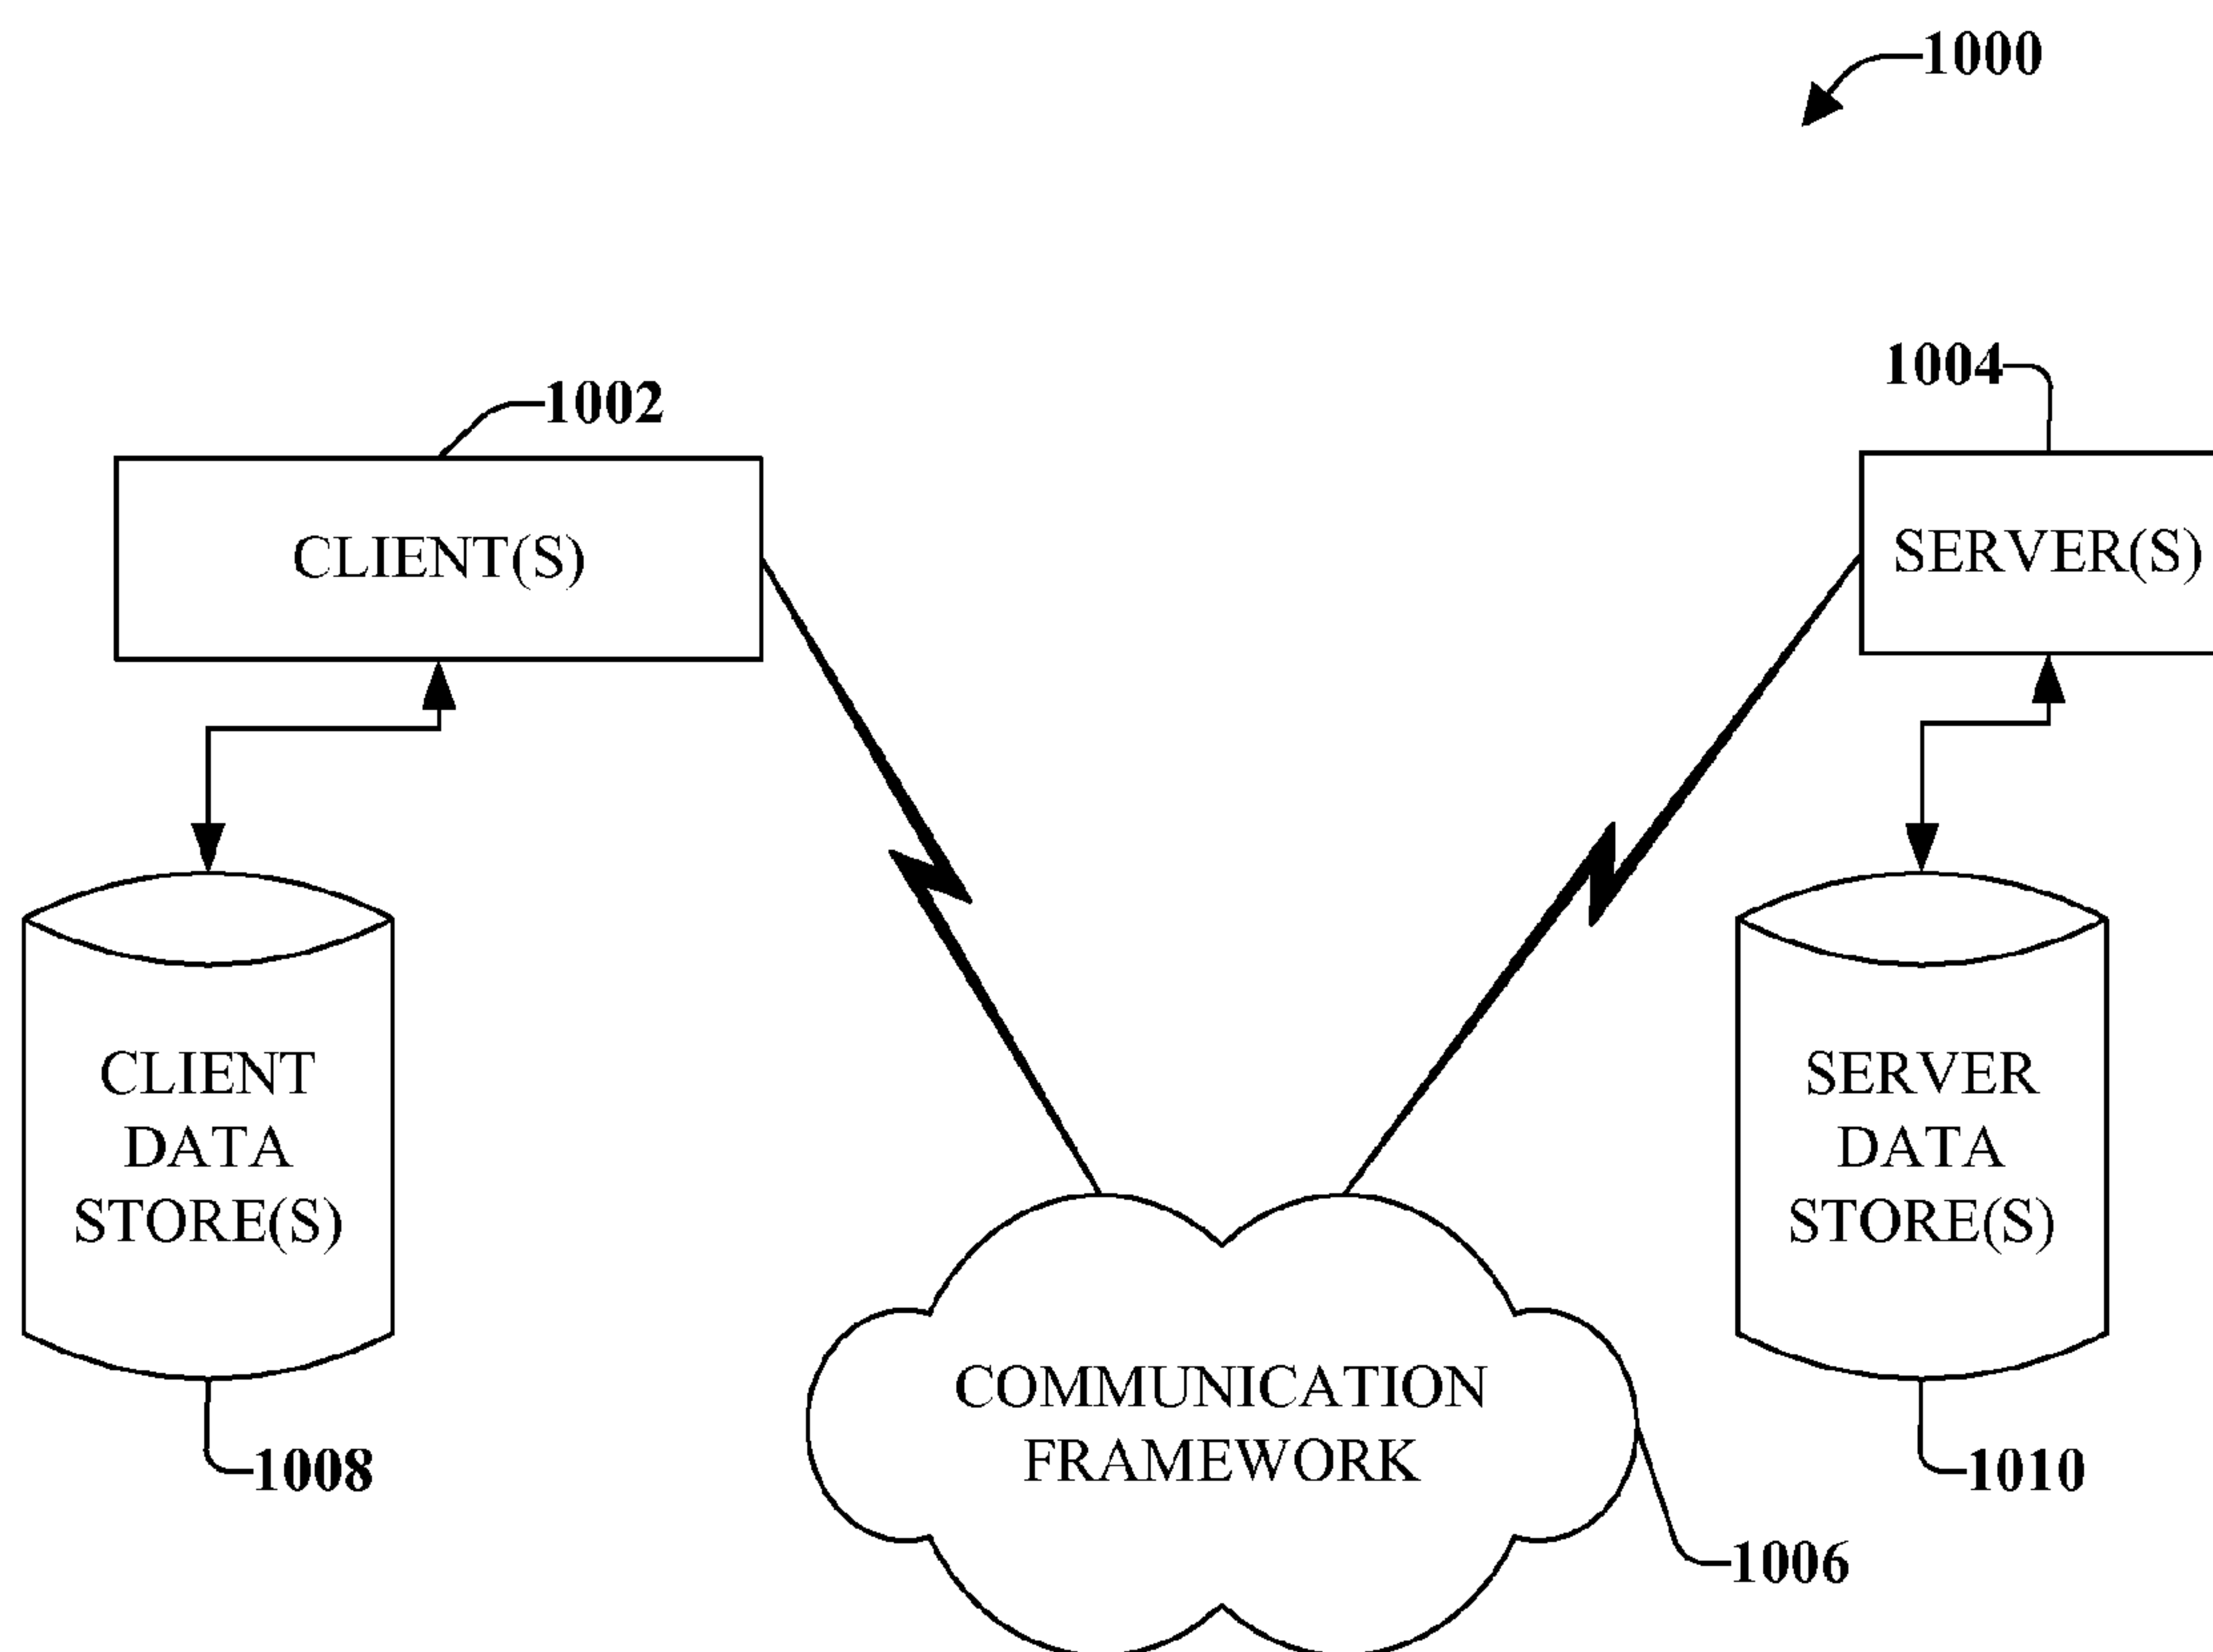 1000
1002
1004
CLIENT(S)
SERVER(S)
CLIENT
DATA
STORE(S)
SERVER
DATA
STORE(S)
COMMUNICATION
FRAMEWORK
1008
1010
1006